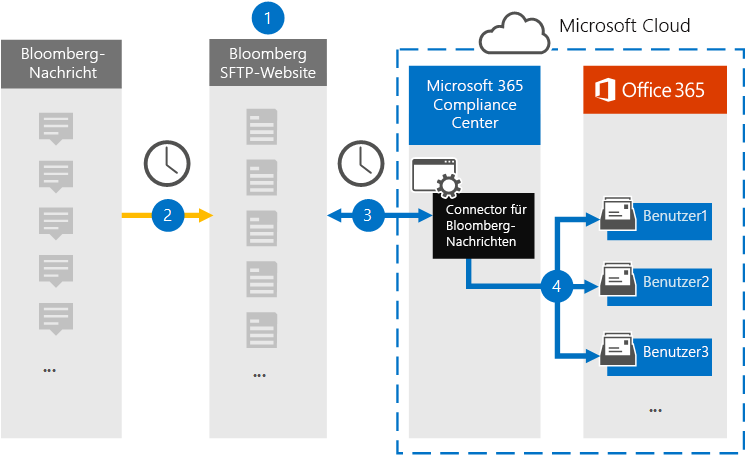 1
Microsoft Cloud
Bloomberg-
Nachricht
Bloomberg
SFTP-Website
Microsoft 365
Compliance
Center
Office 365
2
3
Connector für
Bloomberg-
Nachrichten
4
Benutzer1
Benutzer2
Benutzer3
...
...
...